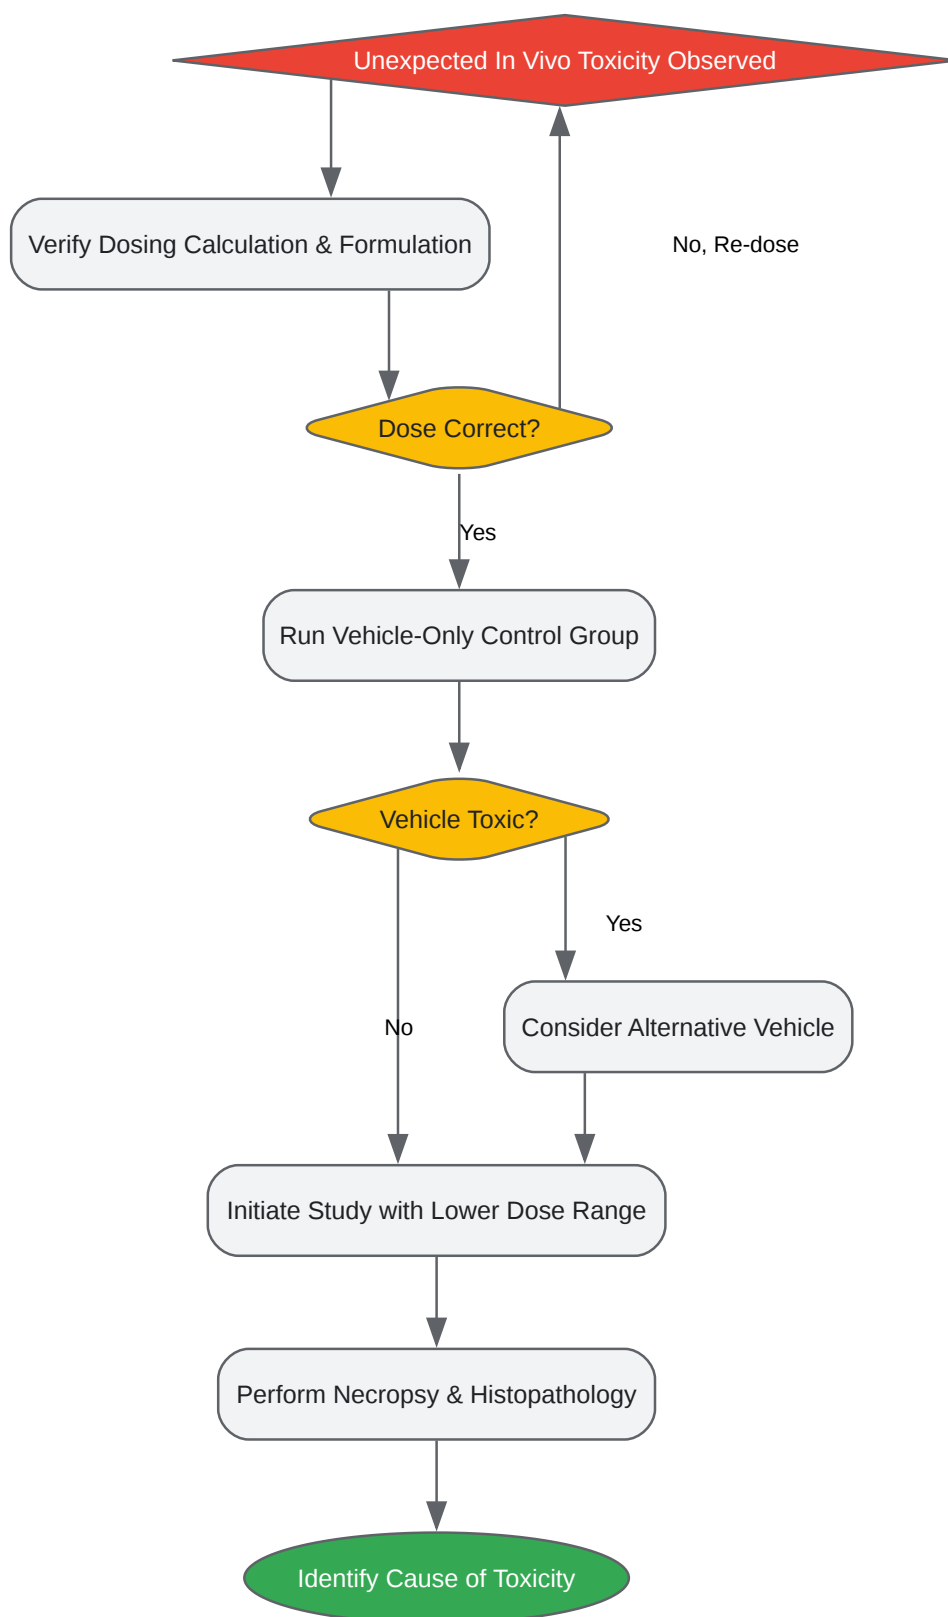 Unexpected In Vivo Toxicity Observed
Verify Dosing Calculation & Formulation
No, Re-dose
Dose Correct?
Yes
Run Vehicle-Only Control Group
Vehicle Toxic?
Yes
No
Consider Alternative Vehicle
Initiate Study with Lower Dose Range
Perform Necropsy & Histopathology
Identify Cause of Toxicity